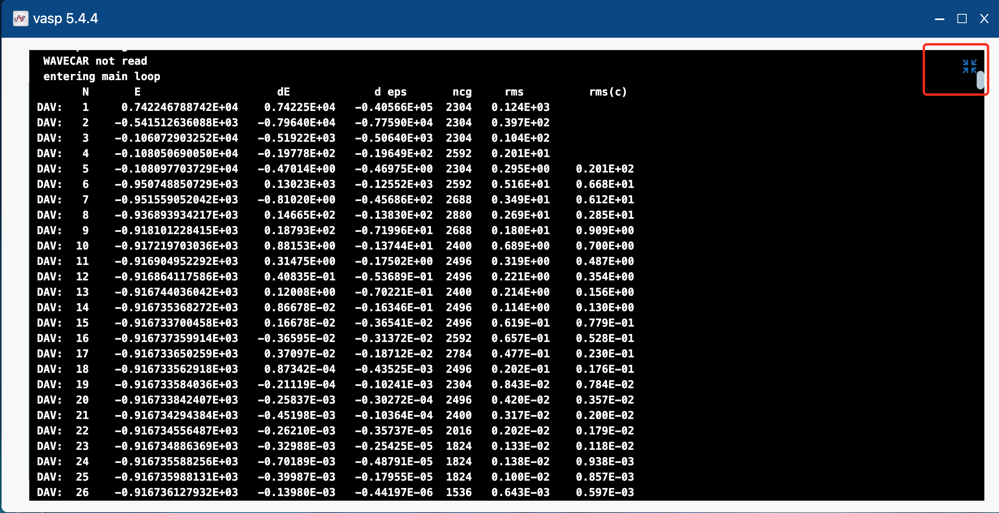 vasp 5.4.4
WAVECAR not read
entering main loop
N E dE d eps ncg rms rms(c)
DAV: 1 0.742246788742E+04 0.74225E+04 -0.40566E+05 2304 0.124E+03
DAV: 2 -0.541512636088E+03 -0.79640E+04 -0.77590E+04 2304 0.397E+02
DAV: 3 -0.106072903252E+04 -0.51922E+03 -0.50640E+03 2304 0.104E+02
DAV: 4 -0.108050690050E+04 -0.19778E+02 -0.19649E+02 2592 0.201E+01
DAV: 5 -0.108097703729E+04 -0.47014E+00 -0.46975E+00 2304 0.295E+00 0.201E+02
DAV: 6 -0.950748850729E+03 0.13023E+03 -0.12552E+03 2592 0.516E+01 0.668E+01
DAV: 7 -0.951559052042E+03 -0.81020E+00 -0.45686E+02 2688 0.349E+01 0.612E+01
DAV: 8 -0.936893934217E+03 0.14665E+02 -0.13830E+02 2880 0.269E+01 0.285E+01
DAV: 9 -0.918101228415E+03 0.18793E+02 -0.71996E+01 2688 0.180E+01 0.909E+00
DAV: 10 -0.917219703036E+03 0.88153E+00 -0.13744E+01 2400 0.689E+00 0.700E+00
DAV: 11 -0.916904952292E+03 0.31475E+00 -0.17502E+00 2496 0.319E+00 0.487E+00
DAV: 12 -0.916864117586E+03 0.40835E-01 -0.53689E-01 2496 0.221E+00 0.354E+00
DAV: 13 -0.916744036042E+03 0.12008E+00 -0.70221E-01 2400 0.214E+00 0.156E+00
DAV: 14 -0.916735368272E+03 0.86678E-02 -0.16346E-01 2496 0.114E+00 0.130E+00
DAV: 15 -0.916733700458E+03 0.16678E-02 -0.36541E-02 2496 0.619E-01 0.779E-01
DAV: 16 -0.916737359914E+03 -0.36595E-02 -0.31372E-02 2592 0.657E-01 0.528E-01
DAV: 17 -0.916733650259E+03 0.37097E-02 -0.18712E-02 2784 0.477E-01 0.230E-01
DAV: 18 -0.916733562918E+03 0.87342E-04 -0.43525E-03 2496 0.202E-01 0.176E-01
DAV: 19 -0.916733584036E+03 -0.21119E-04 -0.10241E-03 2304 0.843E-02 0.784E-02
DAV: 20 -0.916733842407E+03 -0.25837E-03 -0.30272E-04 2496 0.420E-02 0.357E-02
DAV: 21 -0.916734294384E+03 -0.45198E-03 -0.10364E-04 2400 0.317E-02 0.200E-02
DAV: 22 -0.916734556487E+03 -0.26210E-03 -0.35737E-05 2016 0.202E-02 0.179E-02
DAV: 23 -0.916734886369E+03 -0.32988E-03 -0.25425E-05 1824 0.133E-02 0.118E-02
DAV: 24 -0.916735588256E+03 -0.70189E-03 -0.48791E-05 1824 0.138E-02 0.938E-03
DAV: 25 -0.916735988131E+03 -0.39987E-03 -0.17955E-05 1824 0.100E-02 0.857E-03
DAV: 26 -0.916736127932E+03 -0.13980E-03 -0.44197E-06 1536 0.643E-03 0.597E-03